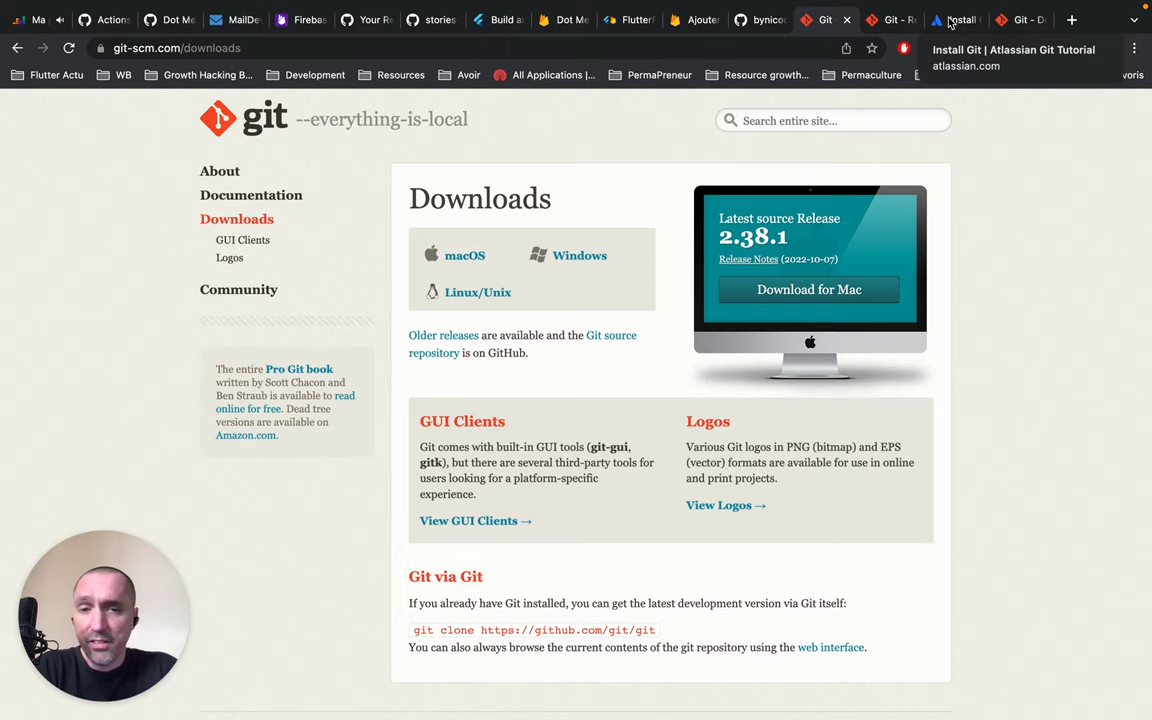 Ma
Actions
Dot Me
MailDev
Firebas
Your Re
stories-
Build a
Dot Me
Flutter
Ajouter
bynico
Git
Git - R
Install
Git - D
git-scm.com/downloads
Install Git | Atlassian Git Tutorial
atlassian.com
Flutter Actu
WB
Growth Hacking B...
Development
Resources
Avoir
All Applications |...
PermaPreneur
Resource growth...
Permaculture
voris
git --everything-is-local
Search entire site...
About
Documentation
Downloads
GUI Clients
Logos
Community
The entire Pro Git book
written by Scott Chacon and
Ben Straub is available to read
online for free. Dead tree
versions are available on
Amazon.com.
Downloads
macOS
Windows
Linux/Unix
Older releases are available and the Git source
repository is on GitHub.
Latest source Release
2.38.1
Release Notes (2022-10-07)
Download for Mac
GUI Clients
Git comes with built-in GUI tools (git-gui,
gitk), but there are several third-party tools for
users looking for a platform-specific
experience.
View GUI Clients →
Logos
Various Git logos in PNG (bitmap) and EPS
(vector) formats are available for use in online
and print projects.
View Logos →
Git via Git
If you already have Git installed, you can get the latest development version via Git itself:
git clone https://github.com/git/git
You can also always browse the current contents of the git repository using the web interface.